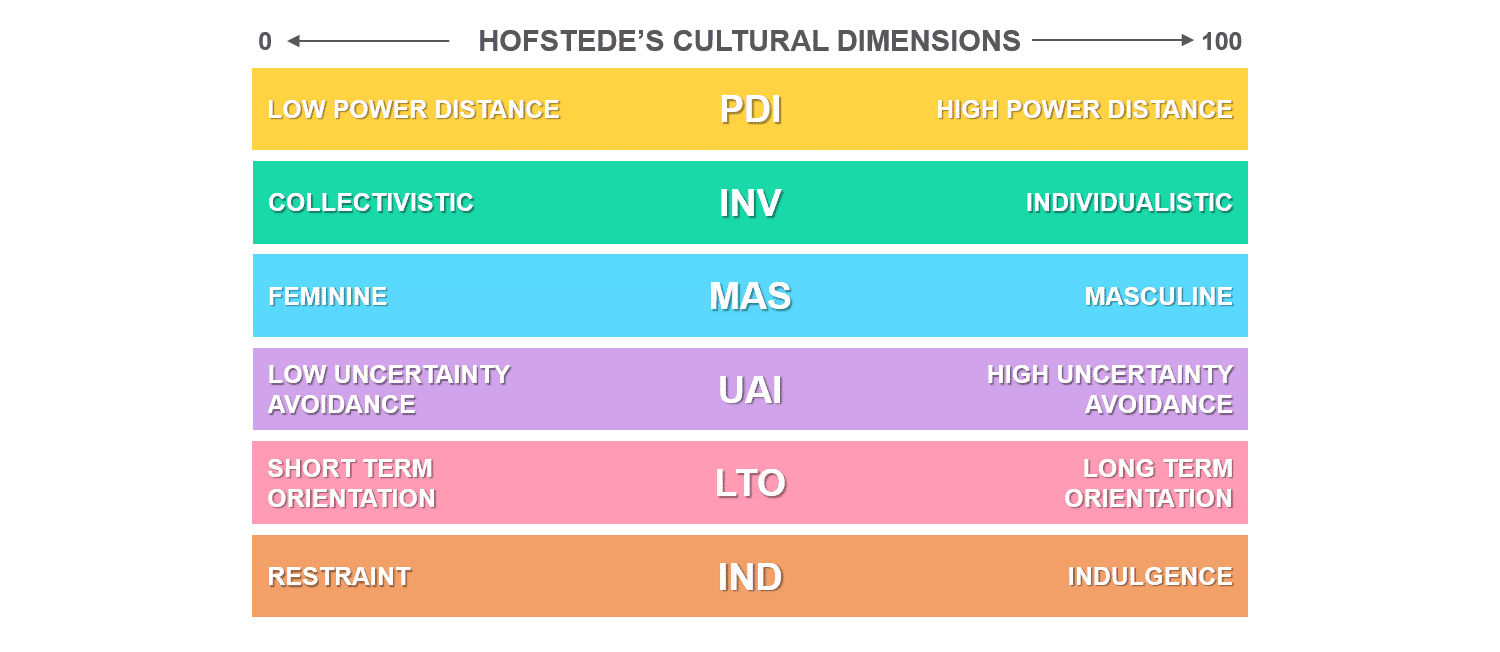 0 HOFSTEDE’S CULTURAL DIMENSIONS 100
LOW POWER DISTANCE PDI HIGH POWER DISTANCE
COLLECTIVISTIC INV INDIVIDUALISTIC
FEMININE MAS MASCULINE
LOW UNCERTAINTY
AVOIDANCE
UAI
HIGH UNCERTAINTY
AVOIDANCE
SHORT TERM
ORIENTATION
LTO
LONG TERM
ORIENTATION
RESTRAINT IND INDULGENCE